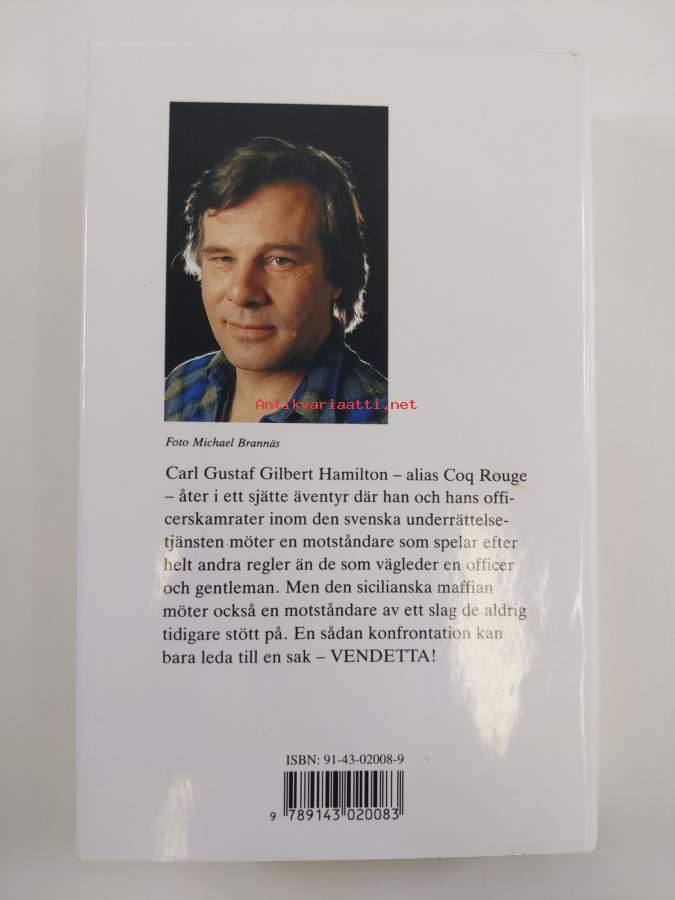 Antikvariaatti.net
Foto Michael Brannäs
Carl Gustaf Gilbert Hamilton – alias Coq Rouge
– åter i ett sjätte äventyr där han och hans offi-
cerskamrater inom den svenska underrättelse-
tjänsten möter en motståndare som spelar efter
helt andra regler än de som vägleder en officer
och gentleman. Men den sicilianska maffian
möter också en motståndare av ett slag de aldrig
tidigare stött på. En sådan konfrontation kan
bara leda till en sak – VENDETTA!
ISBN: 91-43-02008-9
9 789143 020083